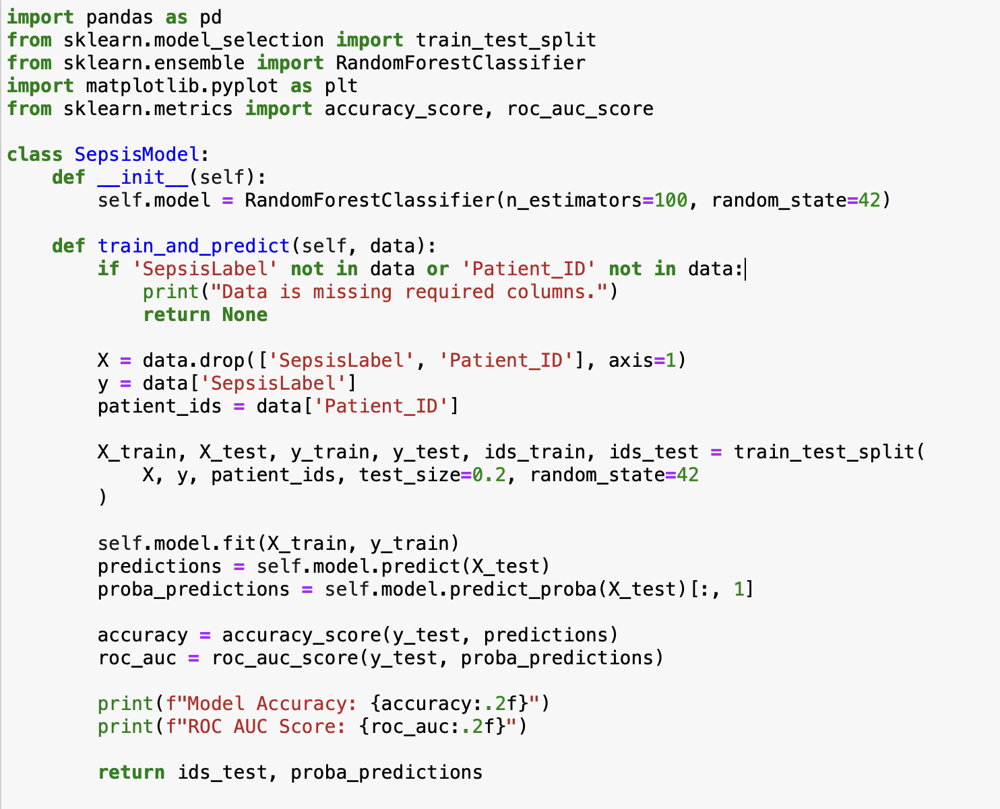 import pandas as pd
from sklearn.model_selection import train_test_split
from sklearn.ensemble import RandomForestClassifier
import matplotlib.pyplot as plt
from sklearn.metrics import accuracy_score, roc_auc_score

class SepsisModel:
    def __init__(self):
        self.model = RandomForestClassifier(n_estimators=100, random_state=42)

    def train_and_predict(self, data):
        if 'SepsisLabel' not in data or 'Patient_ID' not in data:
            print("Data is missing required columns.")
            return None

        X = data.drop(['SepsisLabel', 'Patient_ID'], axis=1)
        y = data['SepsisLabel']
        patient_ids = data['Patient_ID']

        X_train, X_test, y_train, y_test, ids_train, ids_test = train_test_split(
            X, y, patient_ids, test_size=0.2, random_state=42
        )

        self.model.fit(X_train, y_train)
        predictions = self.model.predict(X_test)
        proba_predictions = self.model.predict_proba(X_test)[:, 1]

        accuracy = accuracy_score(y_test, predictions)
        roc_auc = roc_auc_score(y_test, proba_predictions)

        print(f"Model Accuracy: {accuracy:.2f}")
        print(f"ROC AUC Score: {roc_auc:.2f}")

        return ids_test, proba_predictions